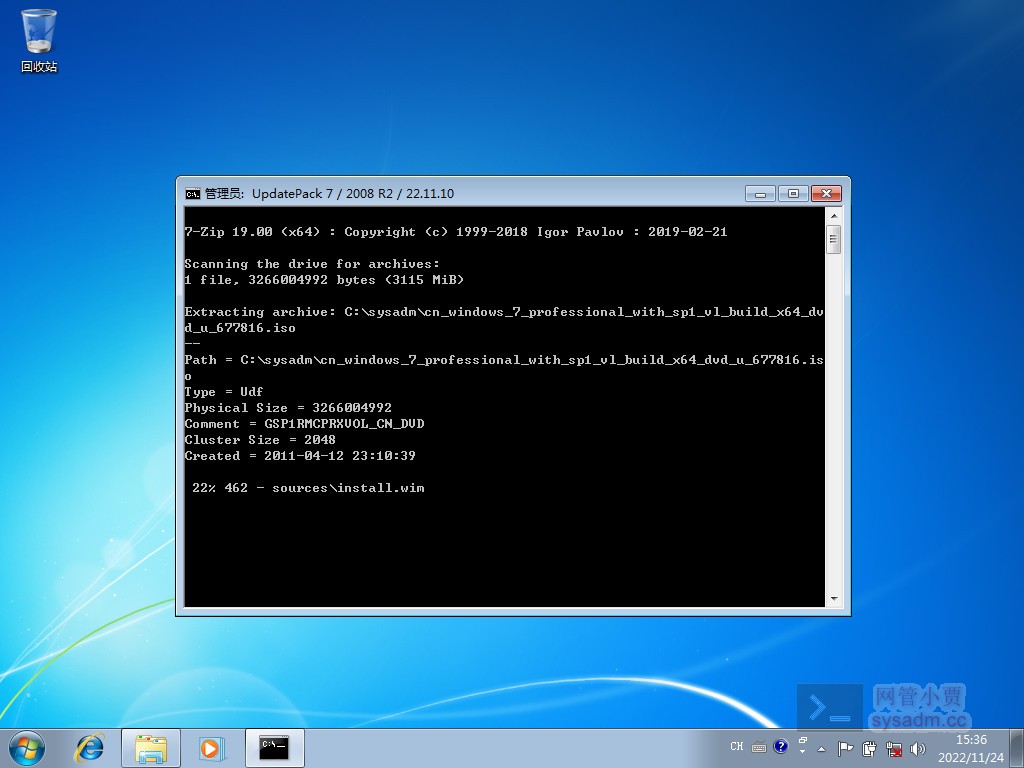 回收站
管理员: UpdatePack 7 / 2008 R2 / 22.11.10
7-Zip 19.00 (x64) : Copyright (c) 1999-2018 Igor Pavlov : 2019-02-21
Scanning the drive for archives:
1 file, 3266004992 bytes (3115 MiB)
Extracting archive: C:\sysadm\cn_windows_7_professional_with_sp1_vl_build_x64_dv
d_u_677816.iso
--
Path = C:\sysadm\cn_windows_7_professional_with_sp1_vl_build_x64_dvd_u_677816.is
o
Type = Udf
Physical Size = 3266004992
Comment = GSP1RMCPRXVOL_CN_DVD
Cluster Size = 2048
Created = 2011-04-12 23:10:39
22% 462 - sources\install.wim
网管小贾
sysadm.cc
CH
15:36
2022/11/24